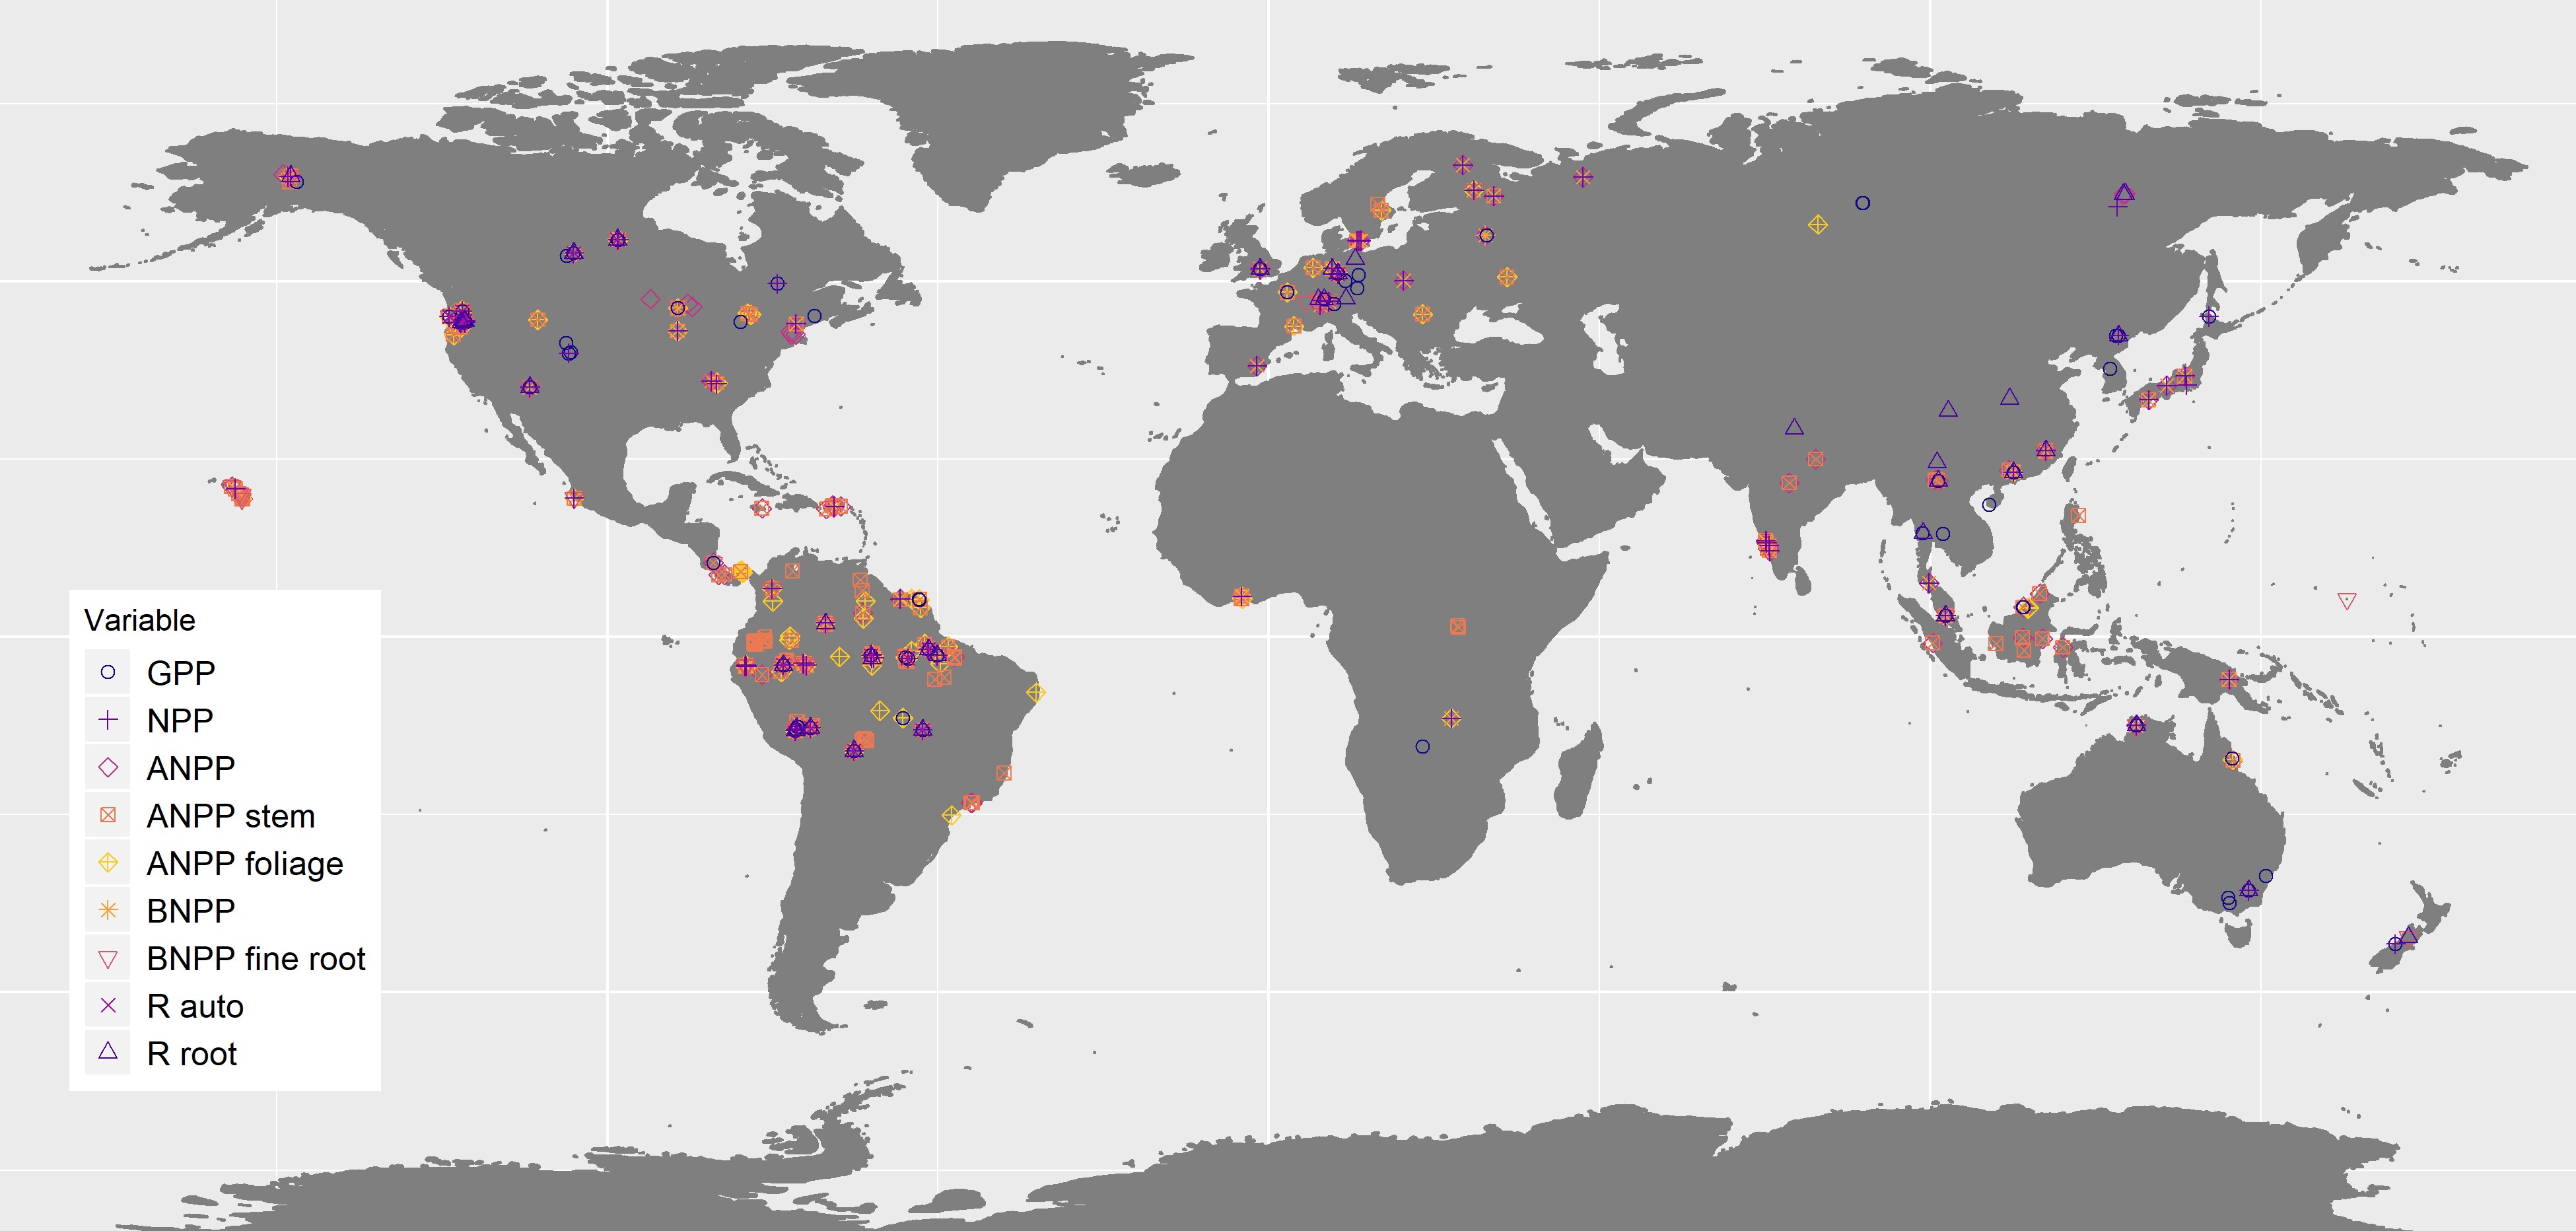 Variable
GPP
NPP
ANPP
ANPP stem
ANPP foliage
BNPP
BNPP fine root
R auto
R root